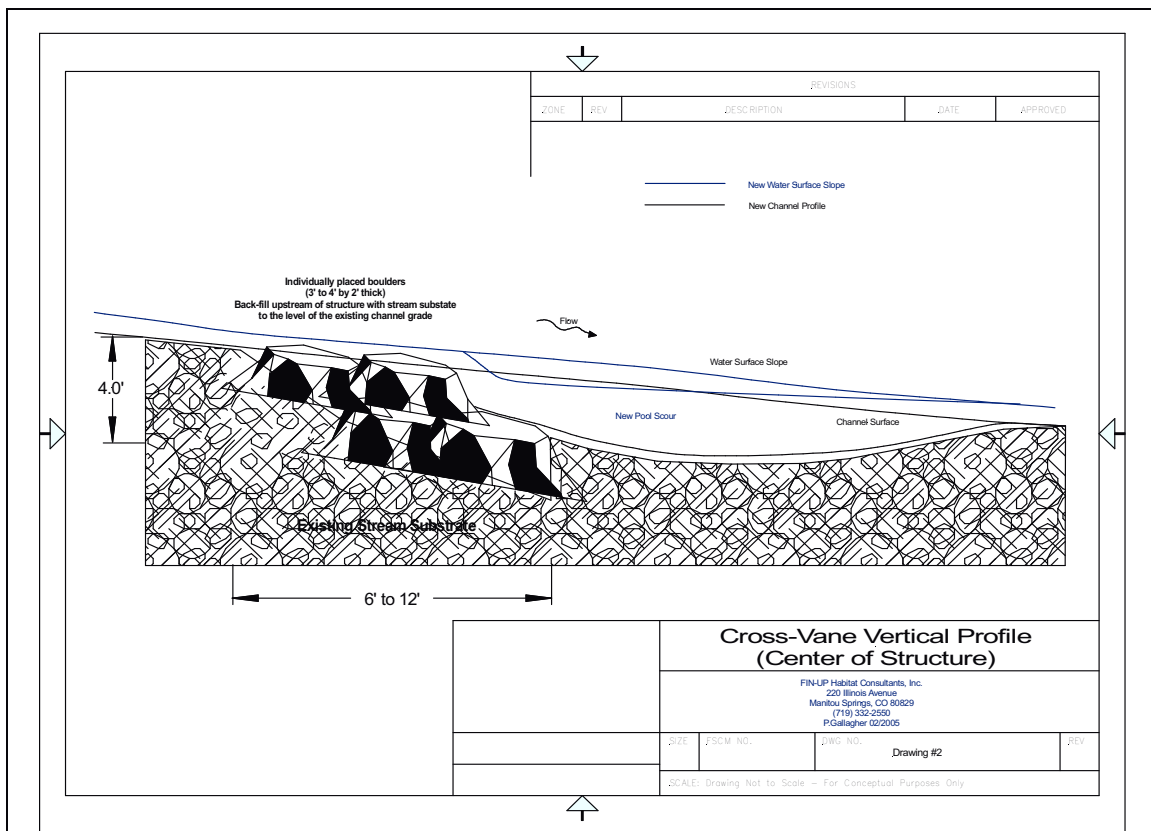 REVISIONS
ZONE REV DESCRIPTION DATE APPROVED
New Water Surface Slope
New Channel Profile
Individually placed boulders
(3' to 4' by 2' thick)
Back-fill upstream of structure with stream substate
to the level of the existing channel grade
Flow
Water Surface Slope
4.0'
New Pool Scour
Channel Surface
Existing Stream Substrate
6' to 12'
Cross-Vane Vertical Profile
(Center of Structure)
FIN-UP Habitat Consultants, Inc.
220 Illinois Avenue
Manitou Springs, CO 80829
(719) 332-2550
P.Gallagher 02/2005
SIZE FSCM NO. DWG NO. REV
Drawing #2
SCALE: Drawing Not to Scale – For Conceptual Purposes Only